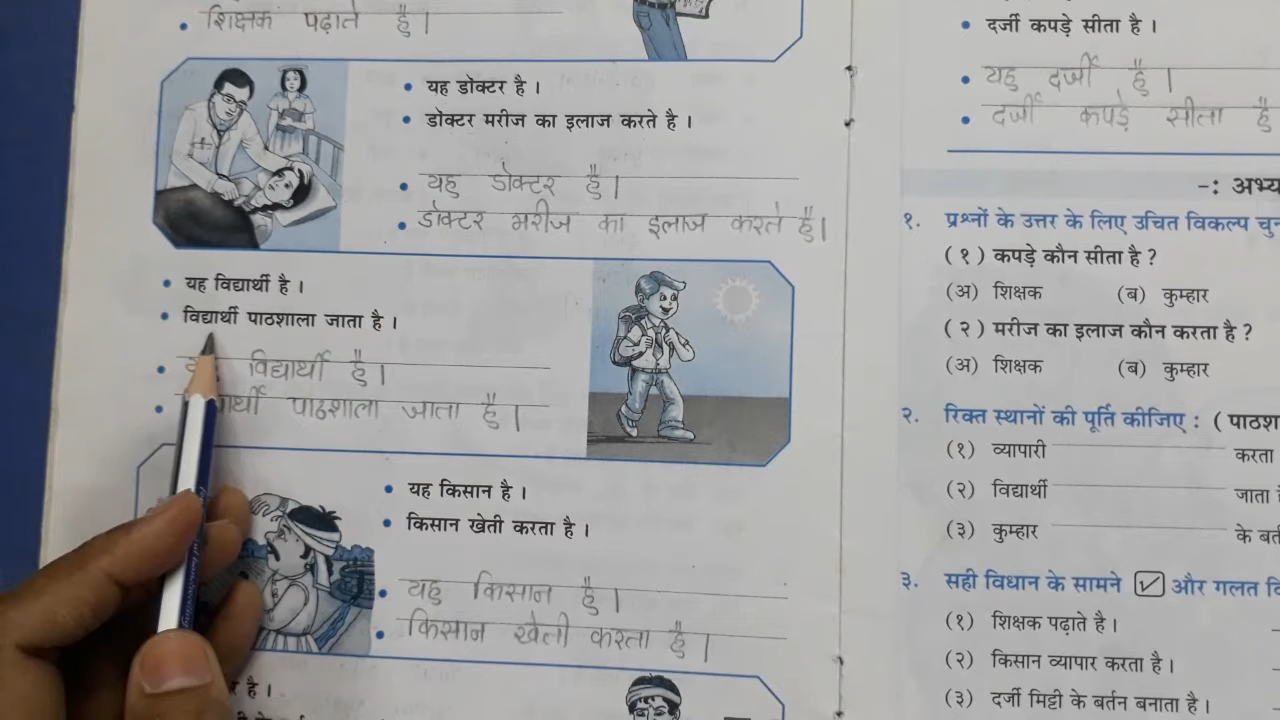 शिक्षक पढ़ाते है।
यह डॉक्टर है।
डॉक्टर मरीज का इलाज करते है।
यह डॉक्टर है।
डॉक्टर मरीज का इलाज करते है।
यह विद्यार्थी है।
विद्यार्थी पाठशाला जाता है।
विद्यार्थी है।
पाठशाला जाता है।
यह किसान है।
किसान खेती करता है।
यह किसान है।
किसान खेती करता है।
है।
दर्जी कपड़े सीता है।
यह दर्जी है।
दर्जी कपड़े सीता है
१. प्रश्नों के उत्तर के लिए उचित विकल्प
(१) कपड़े कौन सीता है ?
(अ) शिक्षक (ब) कुम्हार
(२) मरीज का इलाज कौन करता है ?
(अ) शिक्षक (ब) कुम्हार
२. रिक्त स्थानों की पूर्ति कीजिए : (
(१) व्यापारी ____ करता
(२) विद्यार्थी ____ जाता
(३) कुम्हार ____ के
३. सही विधान के सामने ☑ और गलत
(१) शिक्षक पढ़ाते है।
(२) किसान व्यापार करता है।
(३) दर्जी मिट्टी के बर्तन बनाता है।